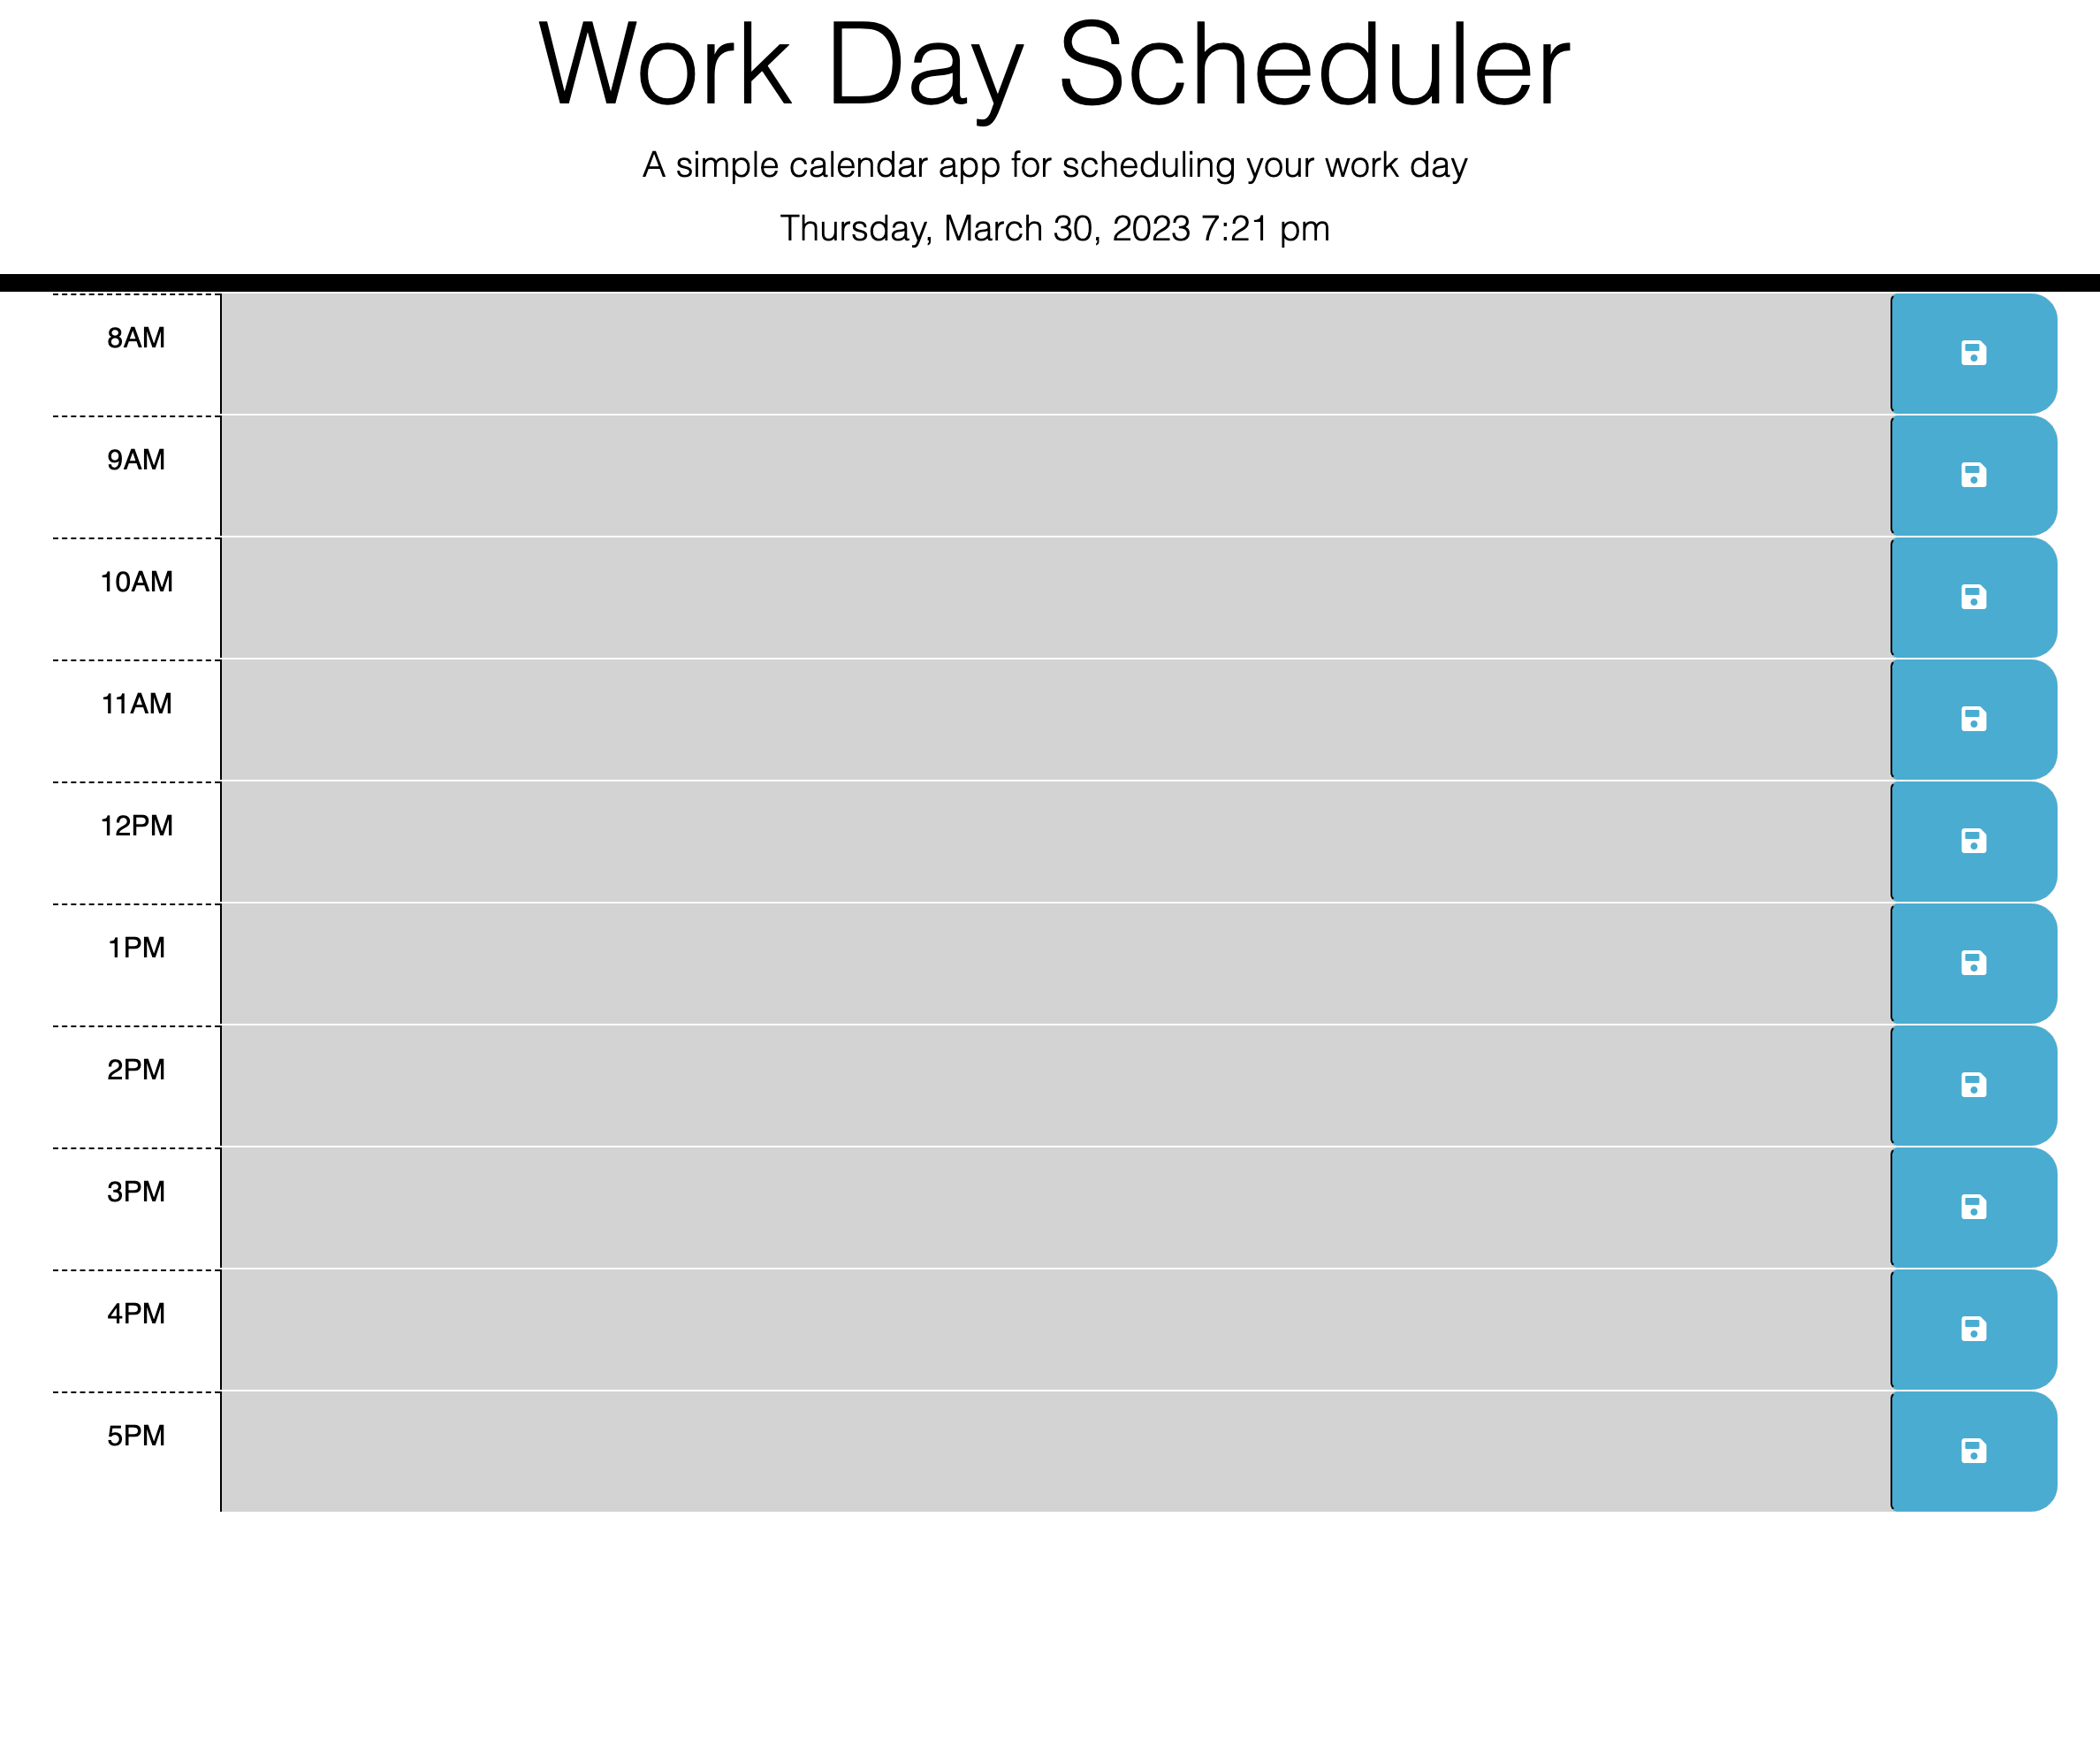 Work Day Scheduler
A simple calendar app for scheduling your work day
Thursday, March 30, 2023 7:21 pm
8AM
9AM
10AM
11AM
12PM
1PM
2PM
3PM
4PM
5PM